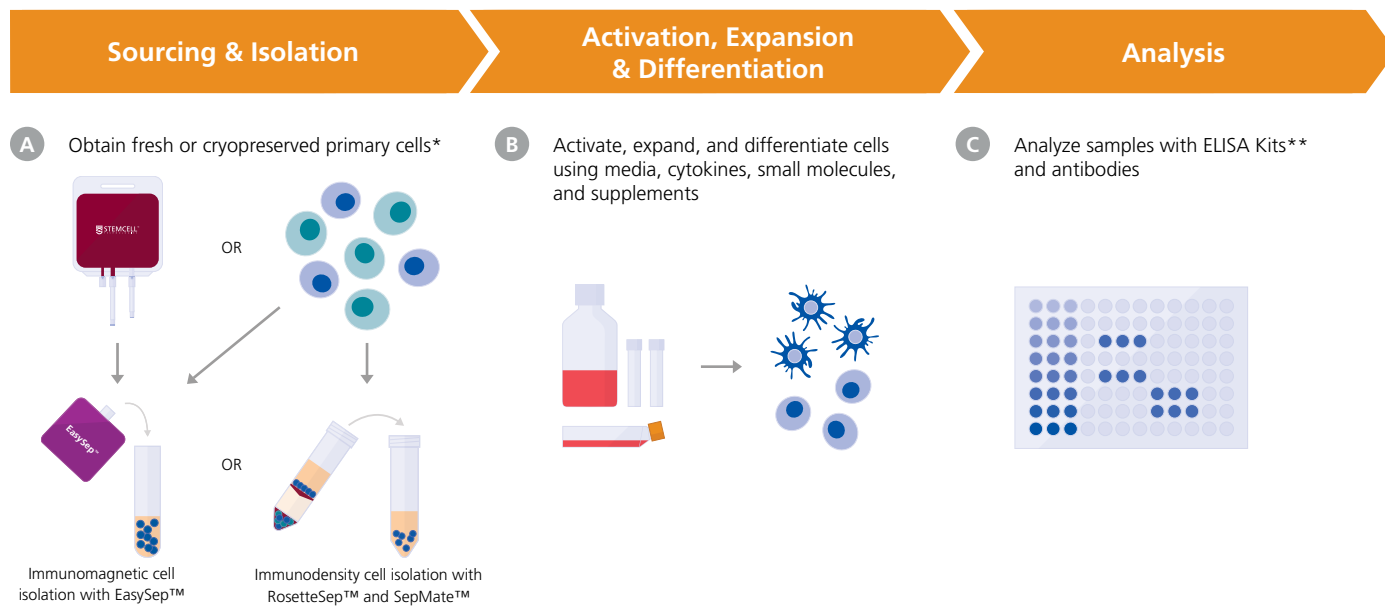 Sourcing & Isolation
Activation, Expansion
& Differentiation
Analysis
A
Obtain fresh or cryopreserved primary cells*
B
Activate, expand, and differentiate cells
using media, cytokines, small molecules,
and supplements
C
Analyze samples with ELISA Kits**
and antibodies
STEMCELL
OR
EasySep™
OR
Immunomagnetic cell
isolation with EasySep™
Immunodensity cell isolation with
RosetteSep™ and SepMate™